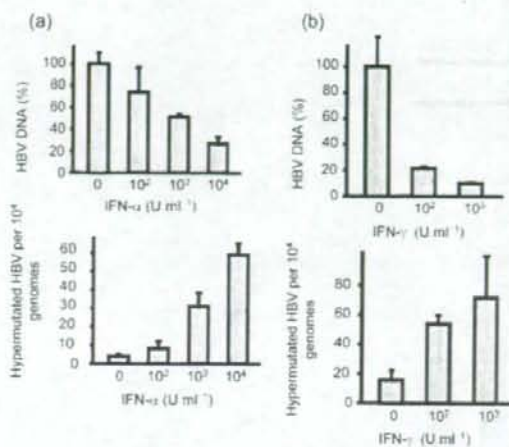 (a)
HBV DNA (%)
100
80
60
40
20
0
0 10² 10³ 10⁴
IFN-α (U ml⁻¹)
Hypermutated HBV per 10⁴
genomes
60
50
40
30
20
10
0
0 10² 10³ 10⁴
IFN-α (U ml⁻¹)
(b)
HBV DNA (%)
100
80
60
40
20
0
0 10² 10³
IFN-γ (U ml⁻¹)
Hypermutated HBV per 10⁴
genomes
80
60
40
20
0
0 10² 10³
IFN-γ (U ml⁻¹)